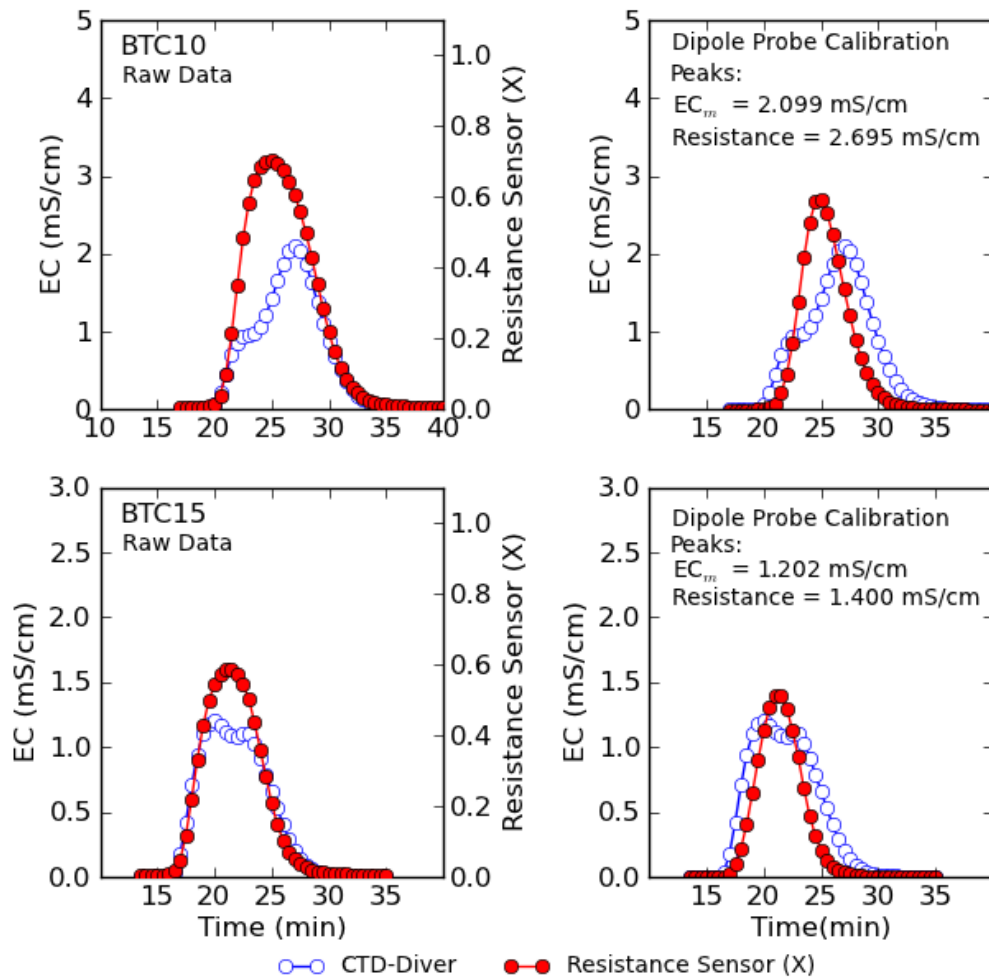 BTC10
Raw Data
EC (mS/cm)
5
4
3
2
1
0
1.0
0.8
0.6
0.4
0.2
0.0
Resistance Sensor (X)
10 15 20 25 30 35 40
Dipole Probe Calibration
Peaks:
ECm = 2.099 mS/cm
Resistance = 2.695 mS/cm
EC (mS/cm)
5
4
3
2
1
0
15 20 25 30 35
BTC15
Raw Data
EC (mS/cm)
3.0
2.5
2.0
1.5
1.0
0.5
0.0
1.0
0.8
0.6
0.4
0.2
0.0
Resistance Sensor (X)
15 20 25 30 35
Time (min)
Dipole Probe Calibration
Peaks:
ECm = 1.202 mS/cm
Resistance = 1.400 mS/cm
EC (mS/cm)
3.0
2.5
2.0
1.5
1.0
0.5
0.0
15 20 25 30 35
Time(min)
CTD-Diver Resistance Sensor (X)